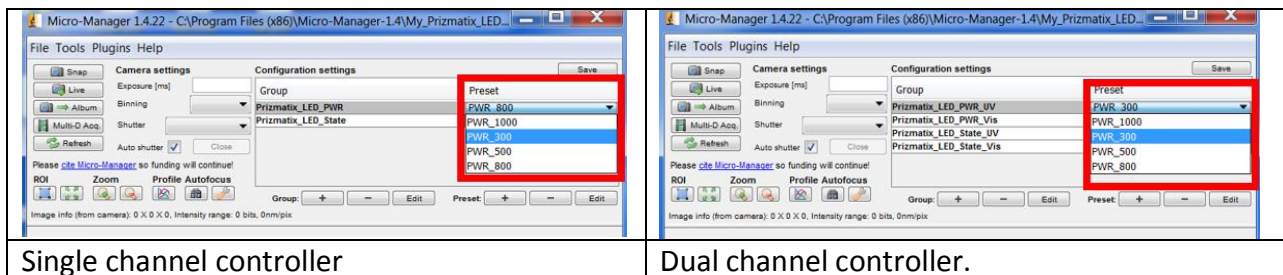 Micro-Manager 1.4.22 - C:\Program Files (x86)\Micro-Manager-1.4\My_Prizmatix_LED...
File Tools Plugins Help
Snap
Live
Album
Multi-D Acq.
Refresh
Camera settings
Exposure [ms]
Binning
Shutter
Auto shutter
Close
Configuration settings
Save
Group
Preset
Prizmatix_LED_PWR
PWR_800
Prizmatix_LED_State
PWR_1000
PWR_300
PWR_500
PWR_800
Please cite Micro-Manager so funding will continue!
ROI Zoom Profile Autofocus
Group: + - Edit Preset: + - Edit
Image info (from camera): 0 X 0 X 0, Intensity range: 0 bits, 0nm/pix
Single channel controller
Micro-Manager 1.4.22 - C:\Program Files (x86)\Micro-Manager-1.4\My_Prizmatix_LED...
File Tools Plugins Help
Snap
Live
Album
Multi-D Acq.
Refresh
Camera settings
Exposure [ms]
Binning
Shutter
Auto shutter
Close
Configuration settings
Save
Group
Preset
Prizmatix_LED_PWR_UV
PWR_300
Prizmatix_LED_PWR_Vis
Prizmatix_LED_State_UV
Prizmatix_LED_State_Vis
PWR_1000
PWR_300
PWR_500
PWR_800
Please cite Micro-Manager so funding will continue!
ROI Zoom Profile Autofocus
Group: + - Edit Preset: + - Edit
Image info (from camera): 0 X 0 X 0, Intensity range: 0 bits, 0nm/pix
Dual channel controller.